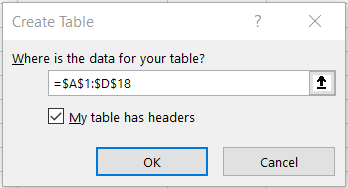 Create Table ?
Where is the data for your table?
=$A$1:$D$18
My table has headers
OK Cancel